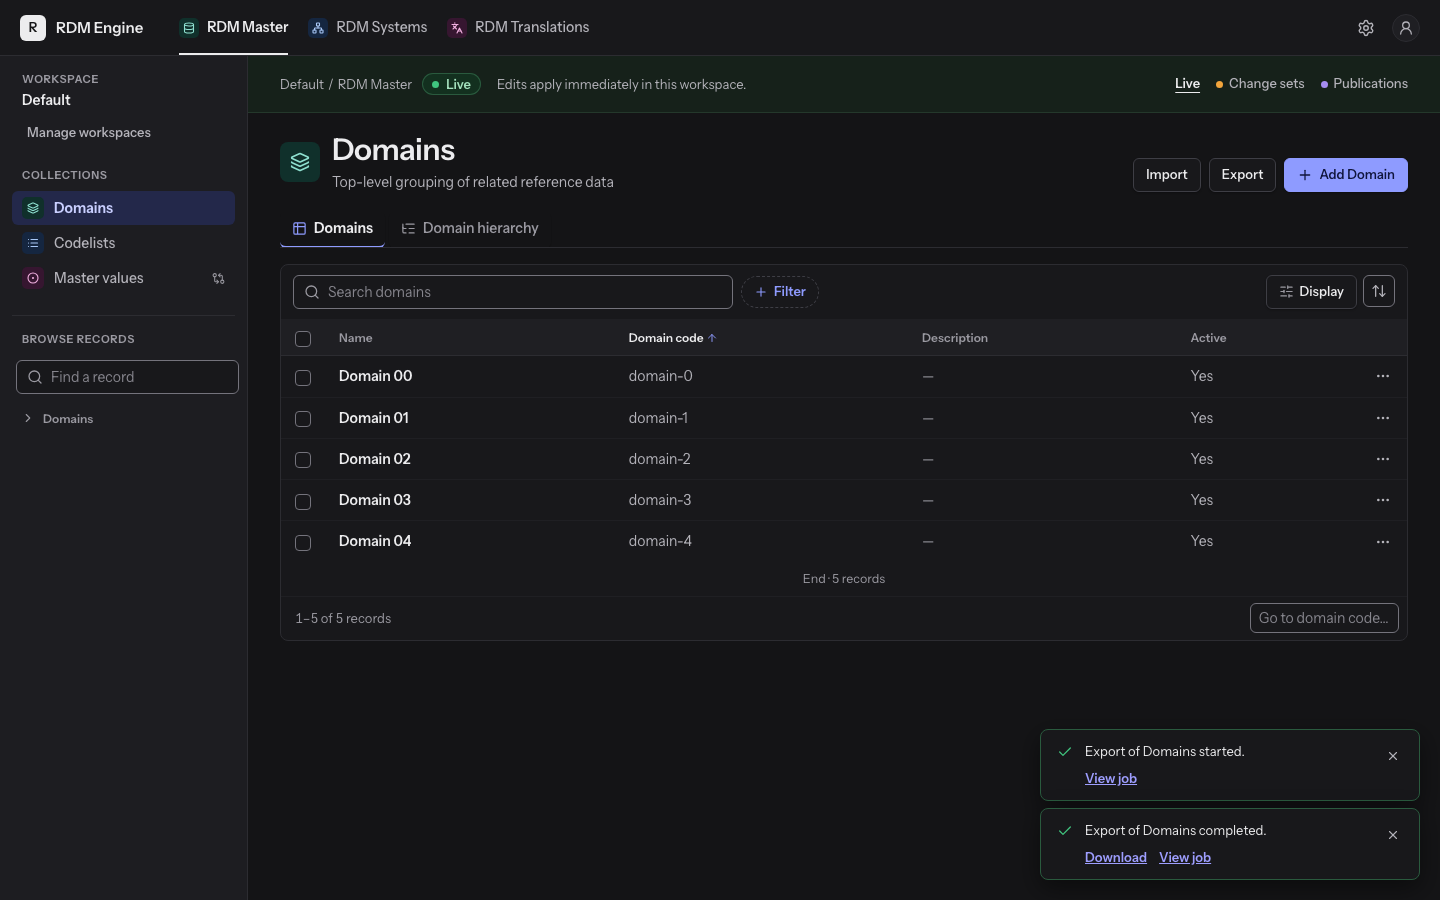 R RDM Engine RDM Master RDM Systems RDM Translations
WORKSPACE
Default
Manage workspaces
COLLECTIONS
Domains
Codelists
Master values
BROWSE RECORDS
Find a record
Domains
Default / RDM Master Live Edits apply immediately in this workspace. Live Change sets Publications
Domains
Top-level grouping of related reference data
Import Export + Add Domain
Domains Domain hierarchy
Search domains + Filter Display
Name Domain code ↑ Description Active
Domain 00 domain-0 — Yes ...
Domain 01 domain-1 — Yes ...
Domain 02 domain-2 — Yes ...
Domain 03 domain-3 — Yes ...
Domain 04 domain-4 — Yes ...
End · 5 records
1–5 of 5 records Go to domain code...
Export of Domains started.
View job
Export of Domains completed.
Download View job